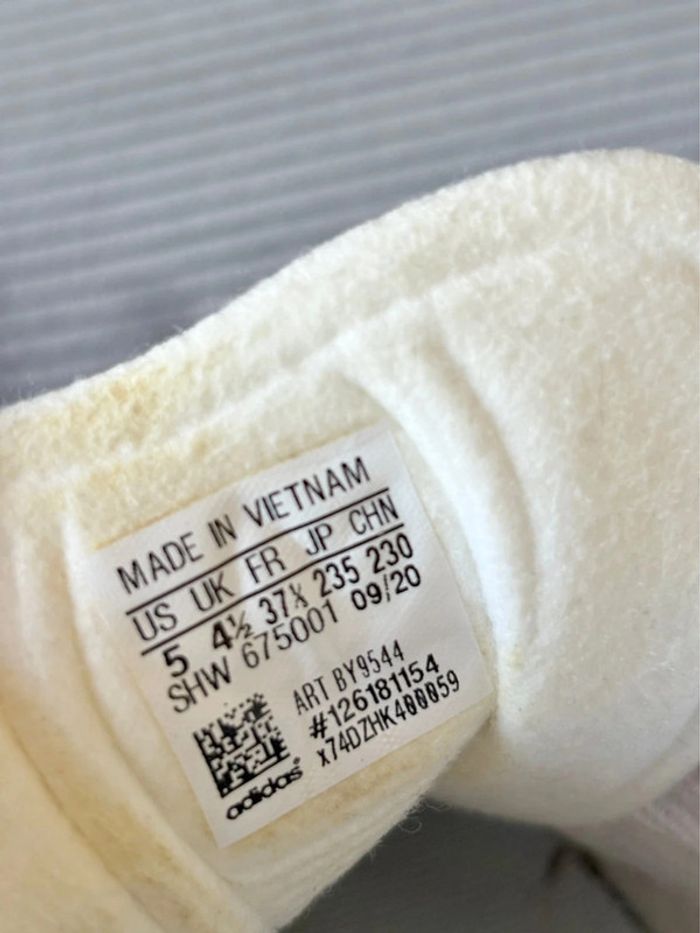 MADE IN VIETNAM
US UK FR JP CHN
5 4½ 37⅓ 235 230
SHW 675001 09/20
ART BY9544
#126181154
x74DZHK400059
adidas